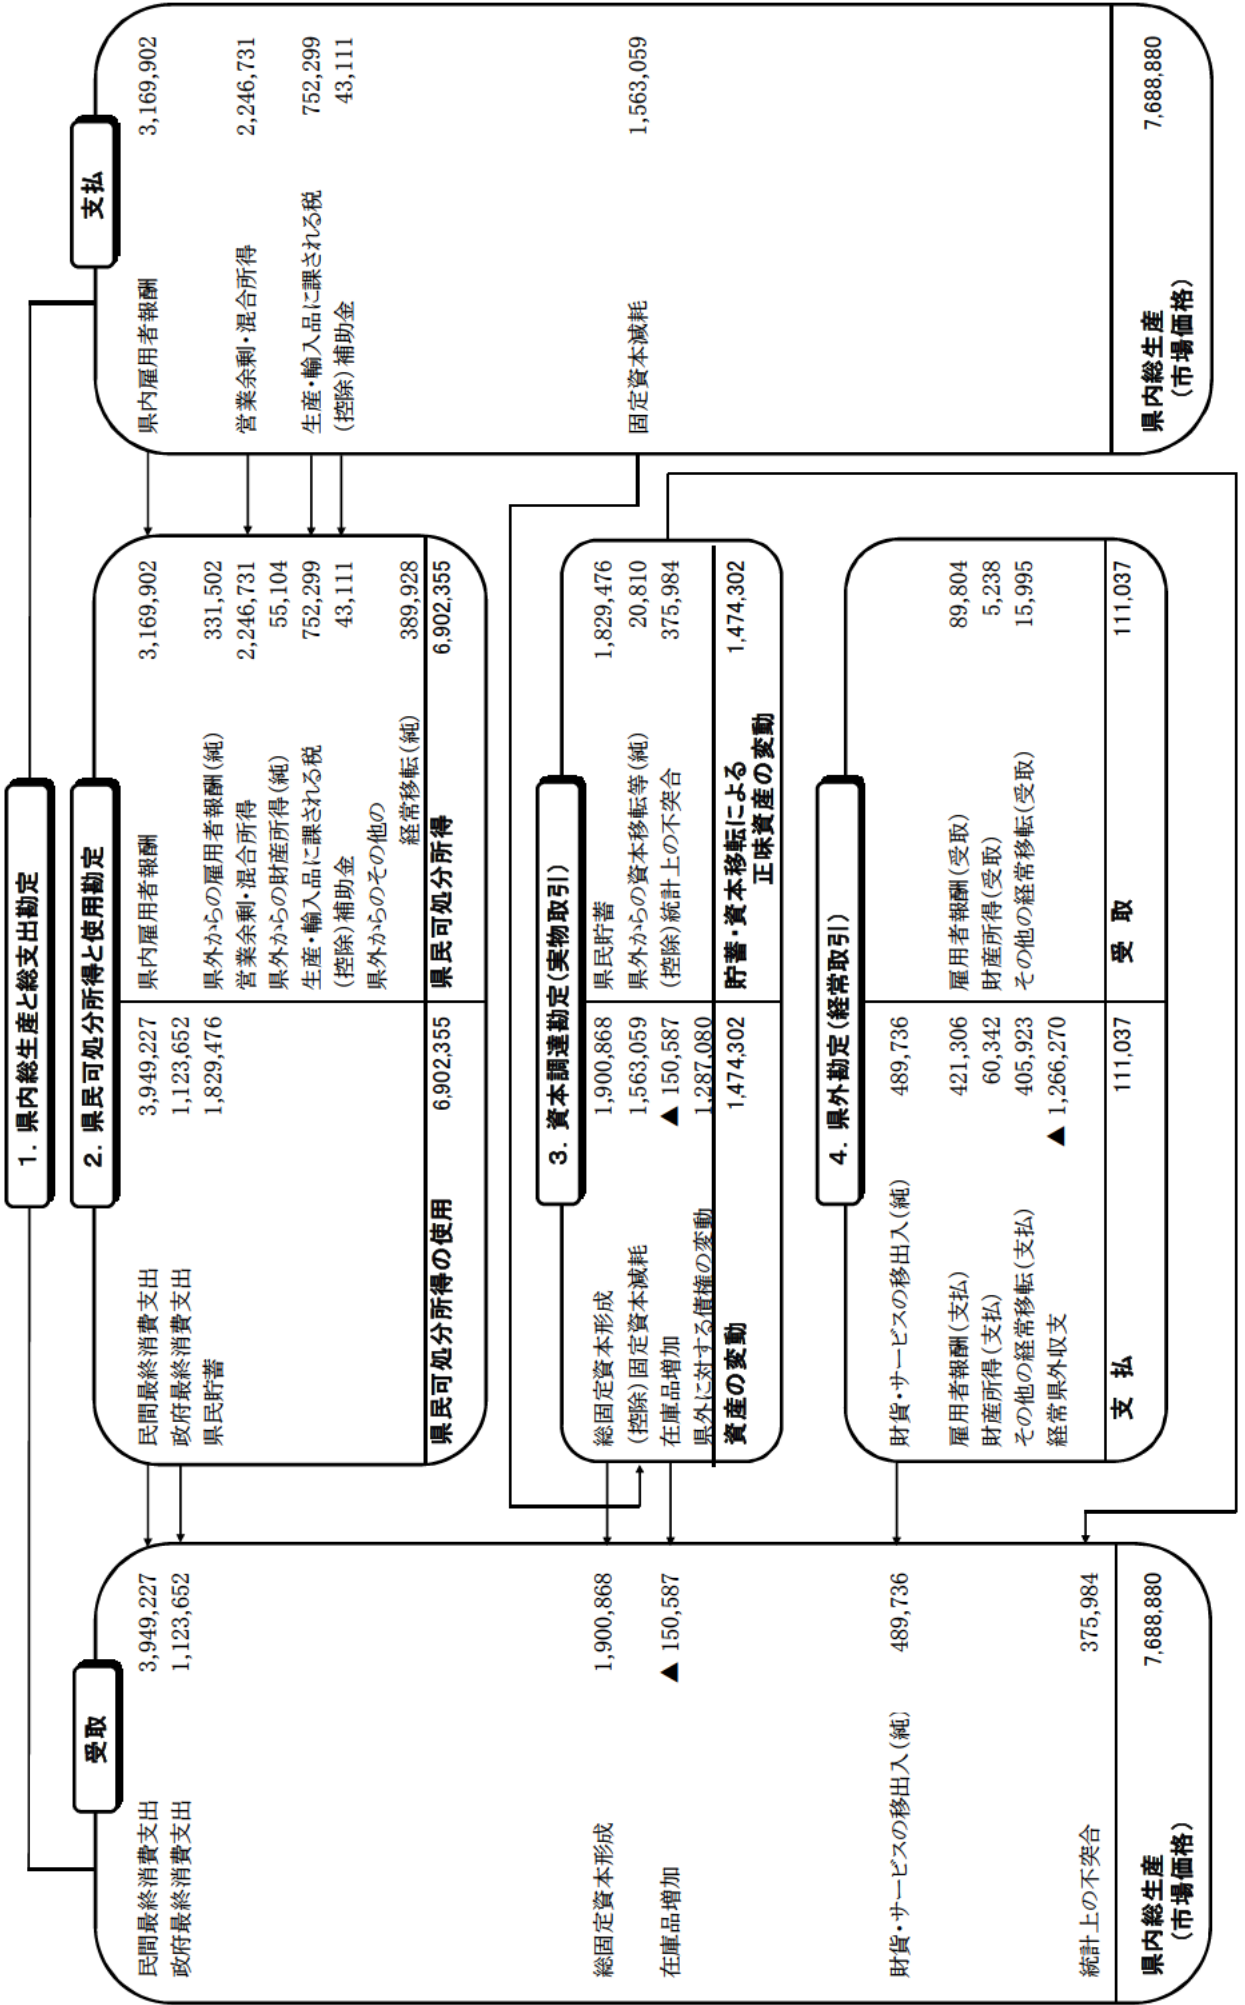 1．県内総生産と総支出勘定
受取
民間最終消費支出 3,949,227
政府最終消費支出 1,123,652
総固定資本形成 1,900,868
在庫品増加 ▲ 150,587
財貨・サービスの移出入(純) 489,736
統計上の不突合 375,984
県内総生産 7,688,880
（市場価格）
2．県民可処分所得と使用勘定
民間最終消費支出 3,949,227
政府最終消費支出 1,123,652
県民貯蓄 1,829,476
県民可処分所得の使用 6,902,355
県内雇用者報酬 3,169,902
県外からの雇用者報酬(純) 331,502
営業余剰・混合所得 2,246,731
県外からの財産所得(純) 55,104
生産・輸入品に課される税 752,299
(控除)補助金 43,111
県外からのその他の
経常移転(純) 389,928
県民可処分所得 6,902,355
3．資本調達勘定(実物取引)
総固定資本形成 1,900,868
(控除)固定資本減耗 1,563,059
在庫品増加 ▲ 150,587
県外に対する債権の変動 1,287,080
資産の変動 1,474,302
県民貯蓄 1,829,476
県外からの資本移転等(純) 20,810
(控除)統計上の不突合 375,984
貯蓄・資本移転による 1,474,302
正味資産の変動
4．県外勘定(経常取引)
財貨・サービスの移出入(純) 489,736
雇用者報酬(支払) 421,306
財産所得(支払) 60,342
その他の経常移転(支払) 405,923
経常県外収支 ▲ 1,266,270
支　払 111,037
雇用者報酬(受取) 89,804
財産所得(受取) 5,238
その他の経常移転(受取) 15,995
受　取 111,037
支払
県内雇用者報酬 3,169,902
営業余剰・混合所得 2,246,731
生産・輸入品に課される税 752,299
(控除)補助金 43,111
固定資本減耗 1,563,059
県内総生産 7,688,880
（市場価格）